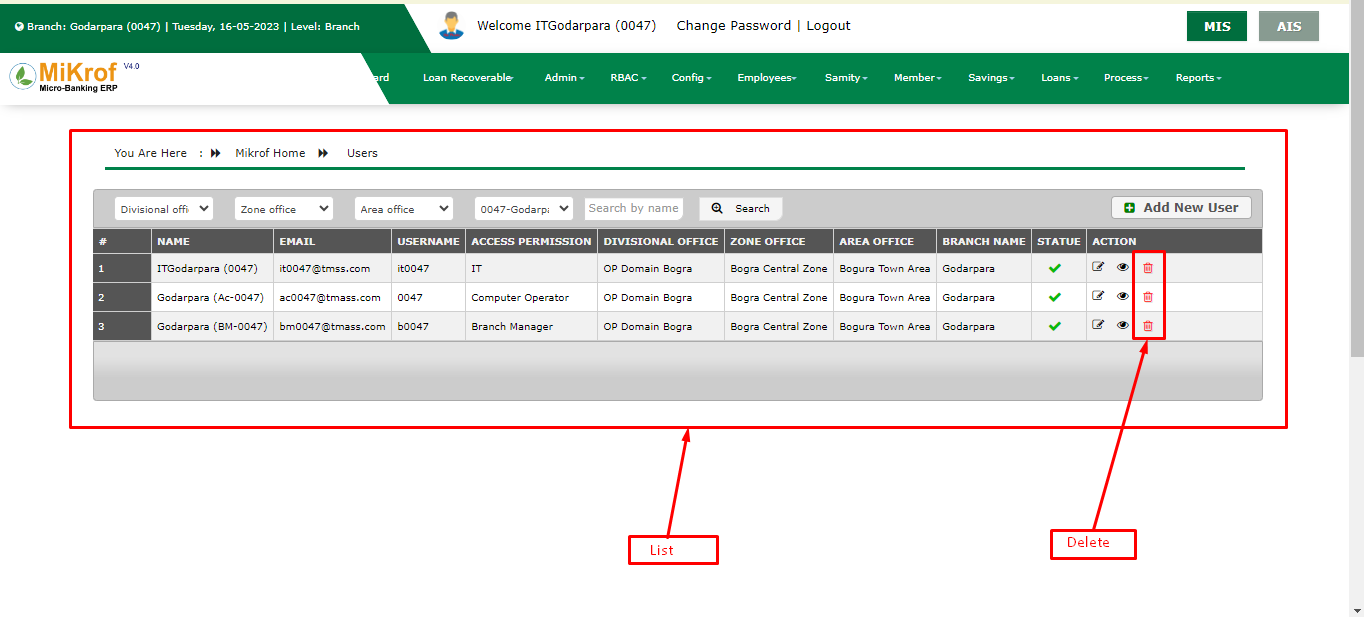 Branch: Godarpara (0047) | Tuesday, 16-05-2023 | Level: Branch
Welcome ITGodarpara (0047) Change Password | Logout
MIS AIS
MiKrof V4.0
Micro-Banking ERP
ard Loan Recoverable Admin RBAC Config Employees Samity Member Savings Loans Process Reports
You Are Here : Mikrof Home Users
Divisional offi Zone office Area office 0047-Godarpa Search by name Search Add New User
# NAME EMAIL USERNAME ACCESS PERMISSION DIVISIONAL OFFICE ZONE OFFICE AREA OFFICE BRANCH NAME STATUE ACTION
1 ITGodarpara (0047) it0047@tmss.com it0047 IT OP Domain Bogra Bogra Central Zone Bogura Town Area Godarpara
2 Godarpara (Ac-0047) ac0047@tmass.com 0047 Computer Operator OP Domain Bogra Bogra Central Zone Bogura Town Area Godarpara
3 Godarpara (BM-0047) bm0047@tmass.com b0047 Branch Manager OP Domain Bogra Bogra Central Zone Bogura Town Area Godarpara
List
Delete